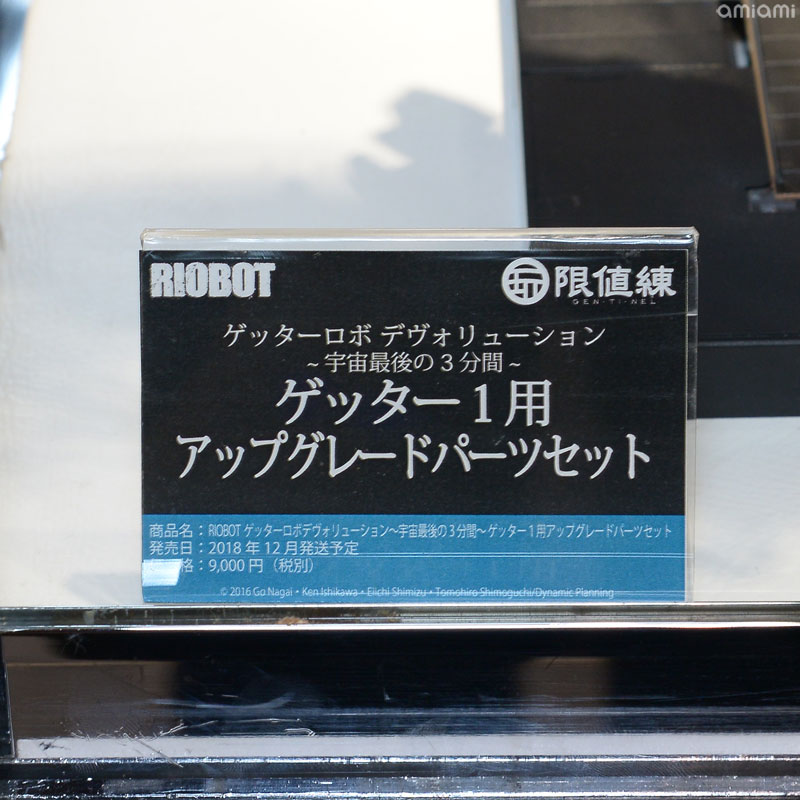 amiami
RIOBOT
限値練
GEN-TI-NEL
ゲッターロボ デヴォリューション
~宇宙最後の3分間~
ゲッター1用
アップグレードパーツセット
商品名：RIOBOT ゲッターロボデヴォリューション～宇宙最後の3分間～ゲッター1用アップグレードパーツセット
発売日：2018年12月発送予定
格：9,000円（税別）
© 2016 Go Nagai・Ken Ishikawa・Eiichi Shimizu・Tomohiro Shimoguchi/Dynamic Planning